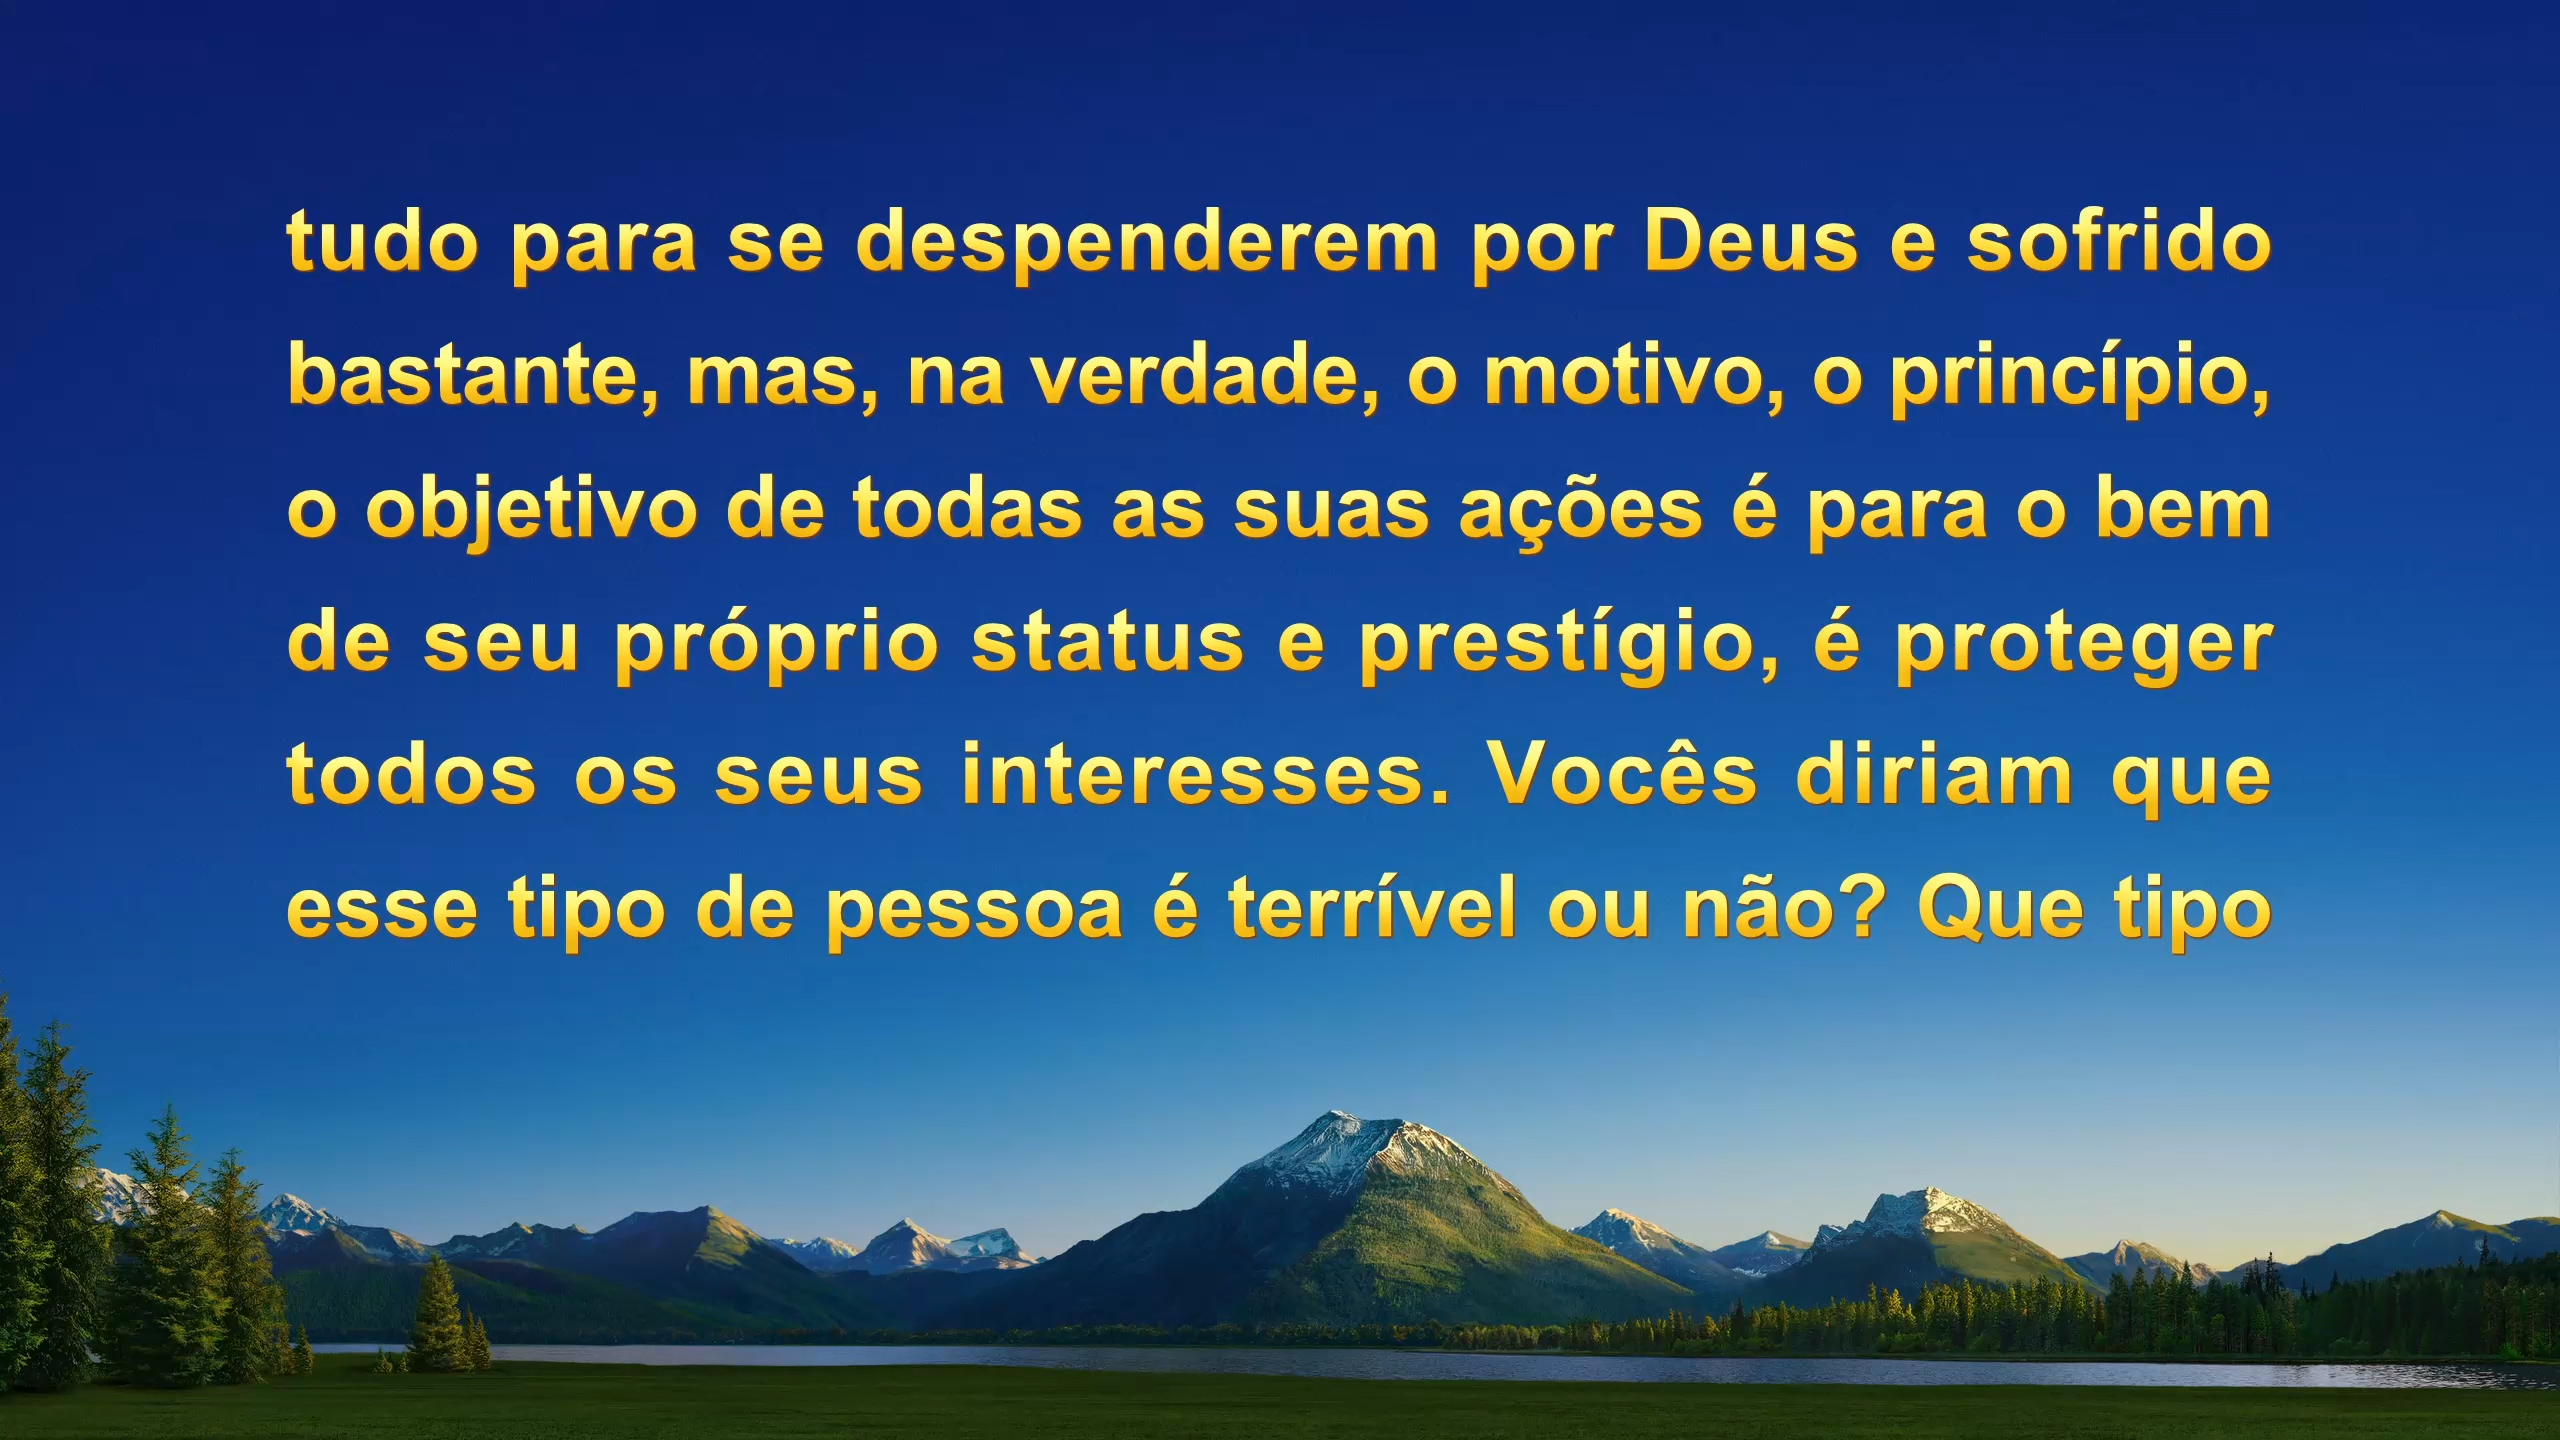 tudo para se despenderem por Deus e sofrido
bastante, mas, na verdade, o motivo, o princípio,
o objetivo de todas as suas ações é para o bem
de seu próprio status e prestígio, é proteger
todos os seus interesses. Vocês diriam que
esse tipo de pessoa é terrível ou não? Que tipo